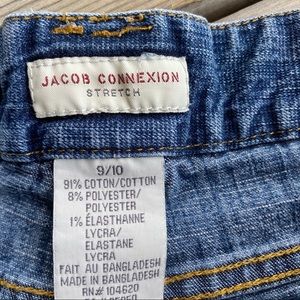 JACOB CONNEXION
STRETCH
9/10
91% COTTON/COTTON
8% POLYESTER/
POLYESTER
1% ÉLASTHANNE
LYCRA/
ELASTANE
LYCRA
FAIT AU BANGLADESH
MADE IN BANGLADESH
RN# 104620